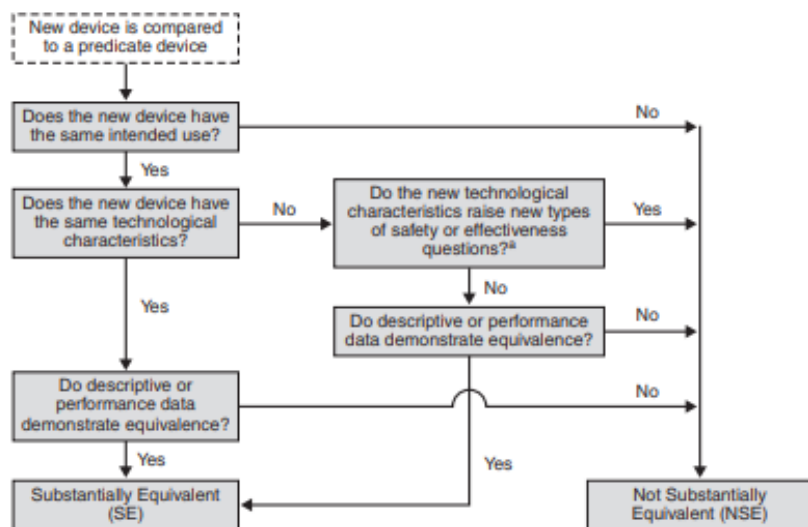 New device is compared
to a predicate device
Does the new device have
the same intended use?
No
Yes
Does the new device have
the same technological
characteristics?
No
Do the new technological
characteristics raise new types
of safety or effectiveness
questions?ª
Yes
No
Yes
Do descriptive or performance
data demonstrate equivalence?
No
Do descriptive or
performance data
demonstrate equivalence?
No
Yes
Yes
Substantially Equivalent
(SE)
Not Substantially
Equivalent (NSE)